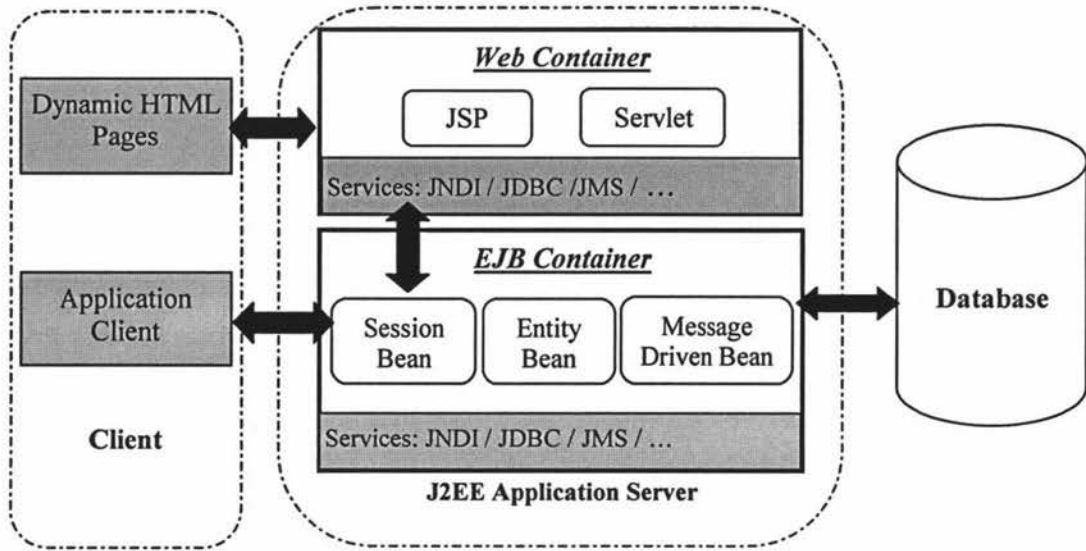 Dynamic HTML
Pages
Application
Client
Client
Web Container
JSP
Servlet
Services: JNDI / JDBC /JMS / …
EJB Container
Session
Bean
Entity
Bean
Message
Driven Bean
Services: JNDI / JDBC / JMS / …
J2EE Application Server
Database